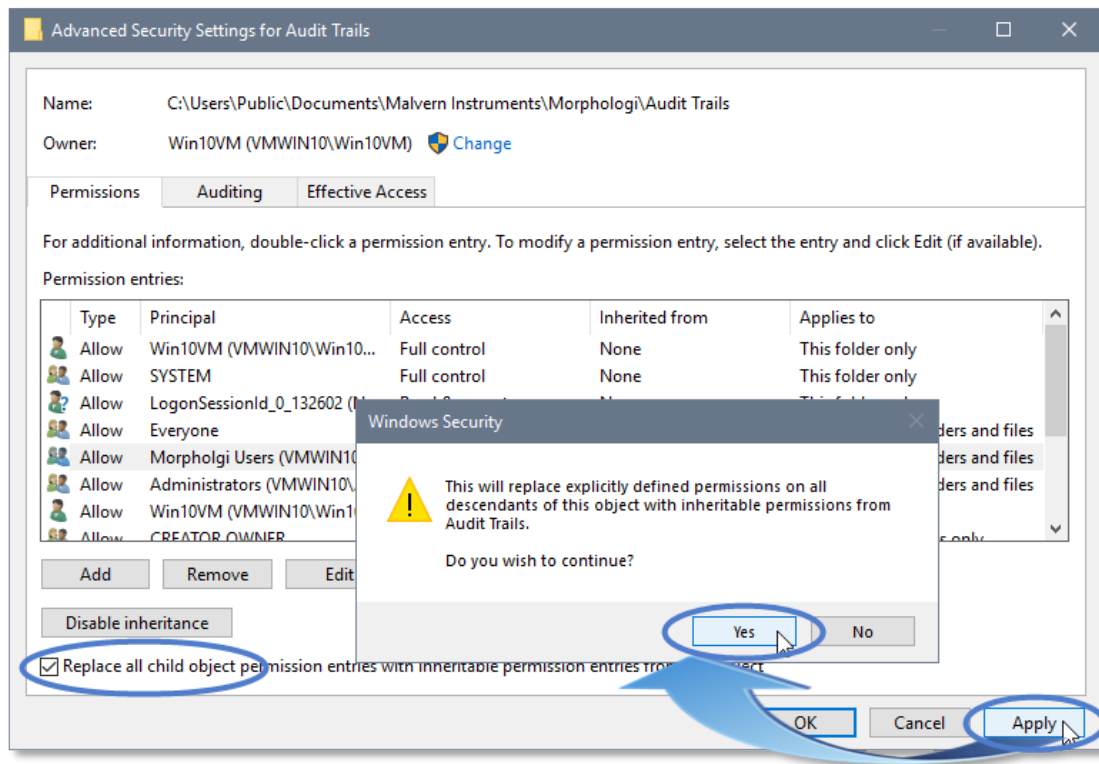 Advanced Security Settings for Audit Trails
Name: C:\Users\Public\Documents\Malvern Instruments\Morphologi\Audit Trails
Owner: Win10VM (VMWIN10\Win10VM) Change
Permissions Auditing Effective Access
For additional information, double-click a permission entry. To modify a permission entry, select the entry and click Edit (if available).
Permission entries:
Type Principal Access Inherited from Applies to
Allow Win10VM (VMWIN10\Win10... Full control None This folder only
Allow SYSTEM Full control None This folder only
Allow LogonSessionId_0_132602 (
Allow Everyone ders and files
Allow Morpholgi Users (VMWIN10 ders and files
Allow Administrators (VMWIN10\ ders and files
Allow Win10VM (VMWIN10\Win1
Allow CREATOR OWNER s only
Windows Security
This will replace explicitly defined permissions on all
descendants of this object with inheritable permissions from
Audit Trails.
Do you wish to continue?
Yes No
Add Remove Edit
Disable inheritance
Replace all child object permission entries with inheritable permission entries from ject
OK Cancel Apply